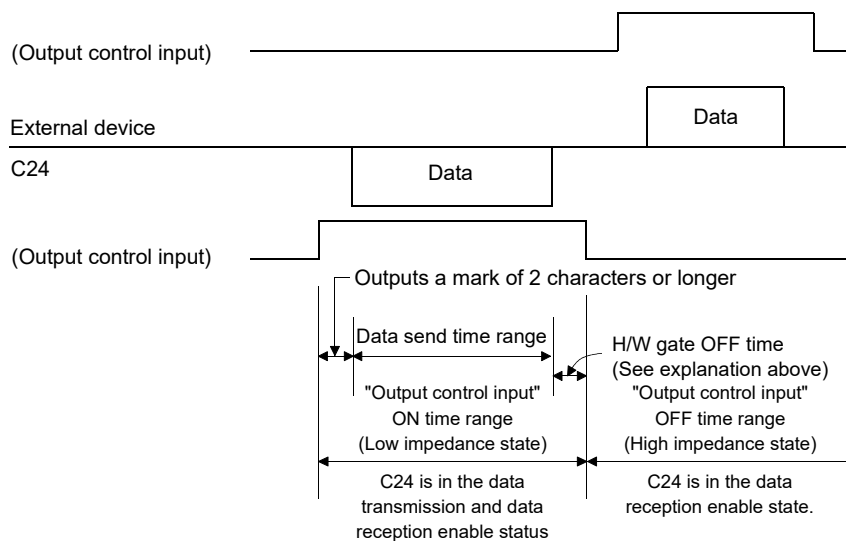 (Output control input)
External device
Data
C24
Data
(Output control input)
Outputs a mark of 2 characters or longer
Data send time range
H/W gate OFF time
(See explanation above)
"Output control input"
ON time range
(Low impedance state)
"Output control input"
OFF time range
(High impedance state)
C24 is in the data
transmission and data
reception enable status
C24 is in the data
reception enable state.